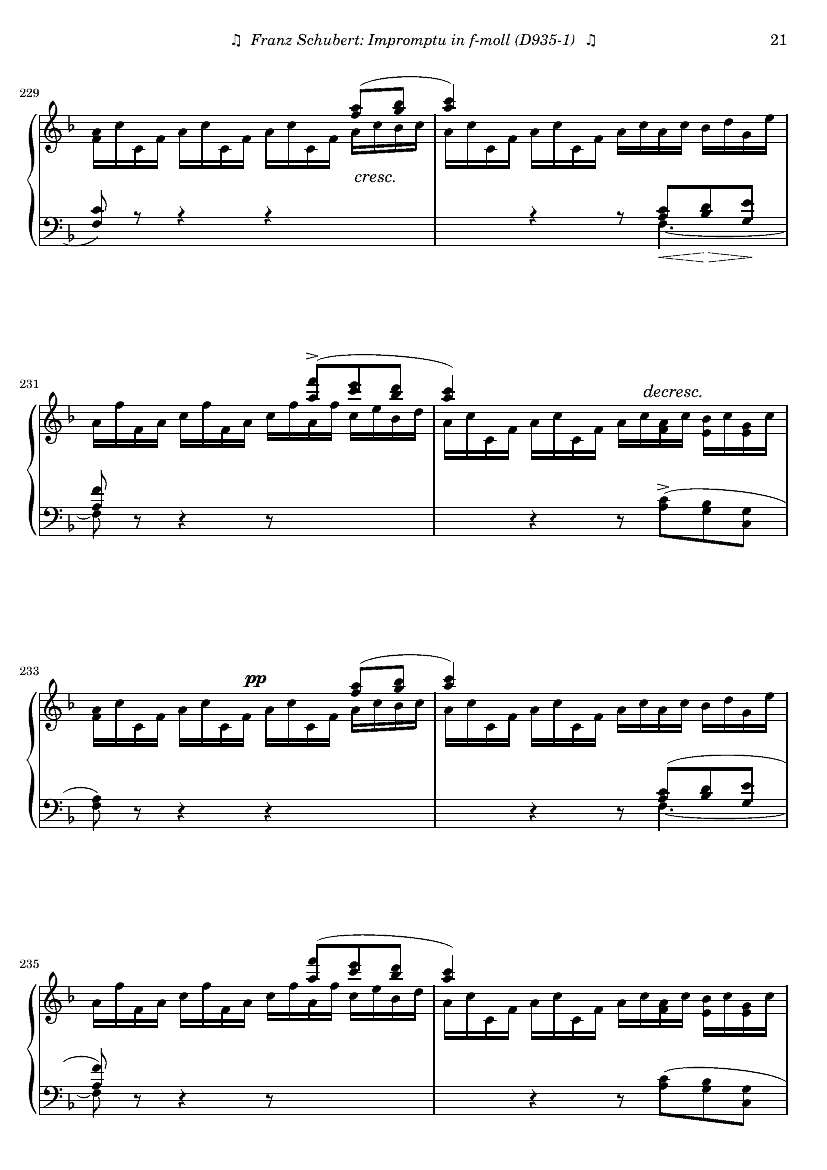 ♫ Franz Schubert: Impromptu in f-moll (D935-1) ♫ 21
229
cresc.
231
decresc.
233
pp
235